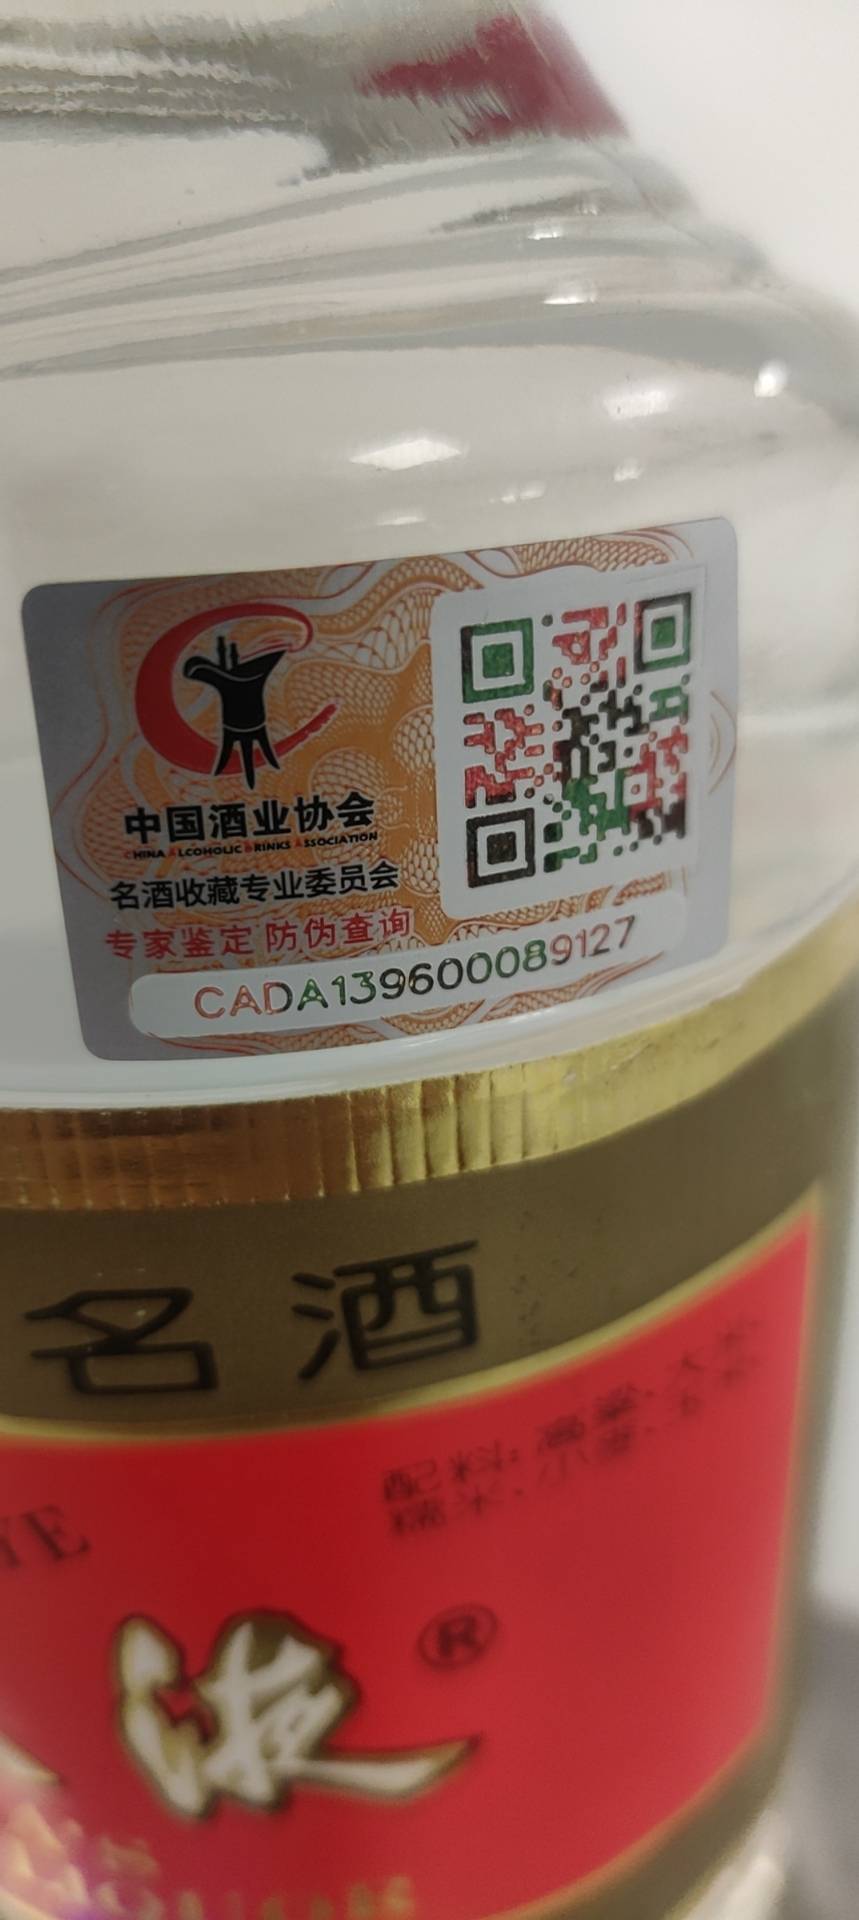 中国酒业协会
CHINA ALCOHOLIC DRINKS ASSOCIATION
名酒收藏专业委员会
专家鉴定 防伪查询
CADA139600089127
名酒
配料:高粱、大米、
糯米、小麦、玉米
YE
液®